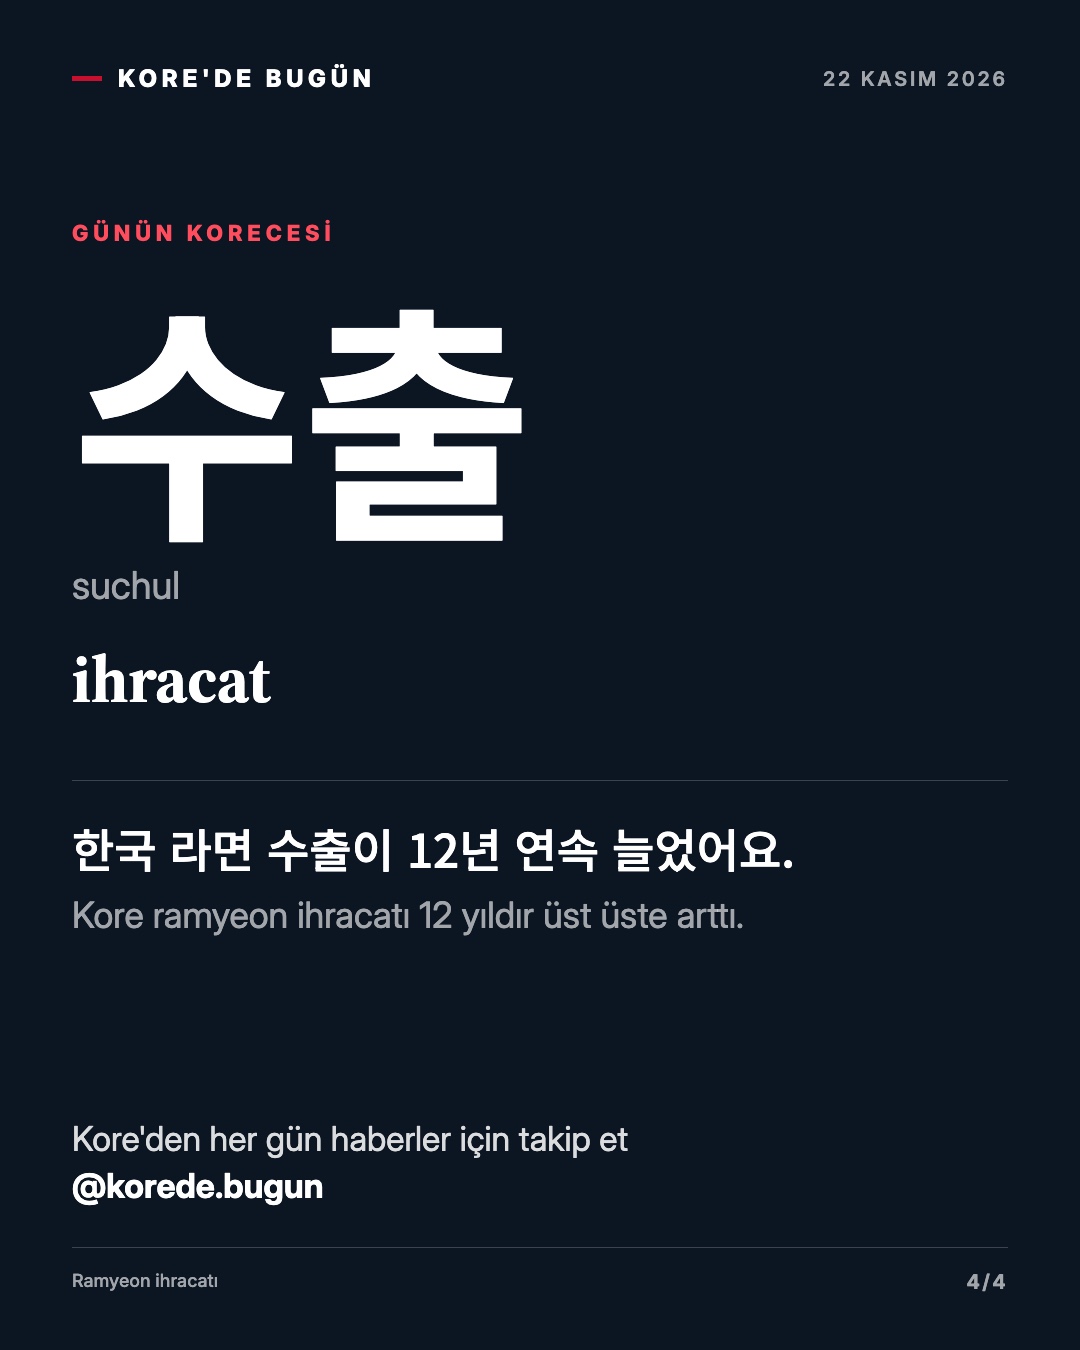 KORE'DE BUGÜN
22 KASIM 2026
GÜNÜN KORECESİ
수출
suchul
ihracat
한국 라면 수출이 12년 연속 늘었어요.
Kore ramyeon ihracatı 12 yıldır üst üste arttı.
Kore'den her gün haberler için takip et
@korede.bugun
Ramyeon ihracatı
4/4